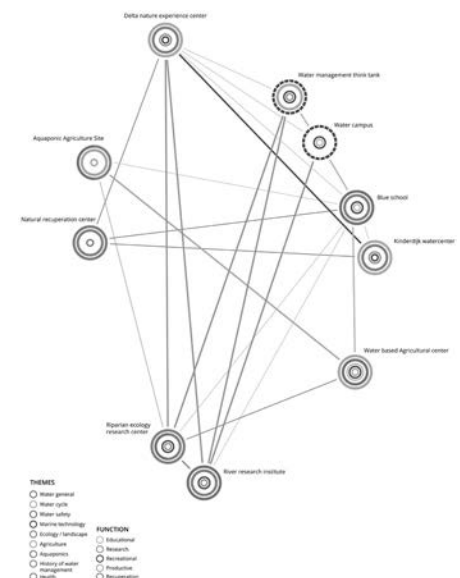 Delta nature experience center
Water management think tank
Water campus
Aquaponic Agriculture Site
Blue school
Natural recuperation center
Kinderdijk watercenter
Water based Agricultural center
Riparian ecology
research center
River research institute
THEMES
Water general
Water cycle
Water safety
Marine technology
Ecology / landscape
Agriculture
Aquaponics
History of water
management
Health
FUNCTION
Educational
Research
Recreational
Productive
Recuperation